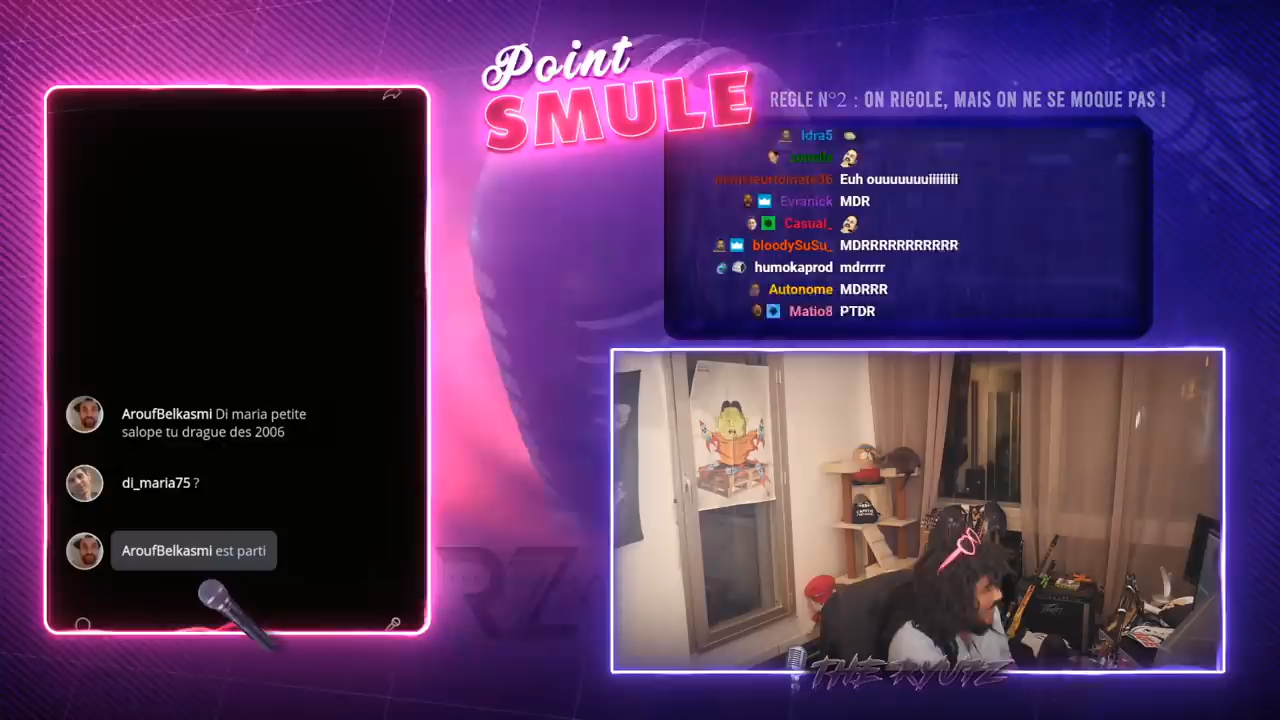 Point
SMULE
REGLE N°2 : ON RIGOLE, MAIS ON NE SE MOQUE PAS !
Idra5
Euh ouuuuuuuiiiiiiii
Evranick MDR
Casual_
bloodySuSu_ MDRRRRRRRRRRR
humokaprod mdrrrrr
Autonome MDRRR
Matio8 PTDR
AroufBelkasmi Di maria petite
salope tu drague des 2006
di_maria75 ?
AroufBelkasmi est parti
THE RYUTZ